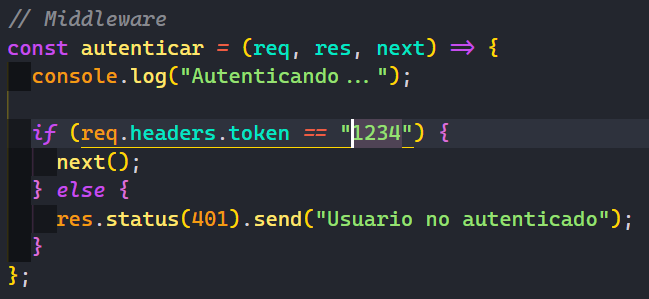 // Middleware
const autenticar = (req, res, next) => {
console.log("Autenticando...");
if (req.headers.token == "1234") {
next();
} else {
res.status(401).send("Usuario no autenticado");
}
};